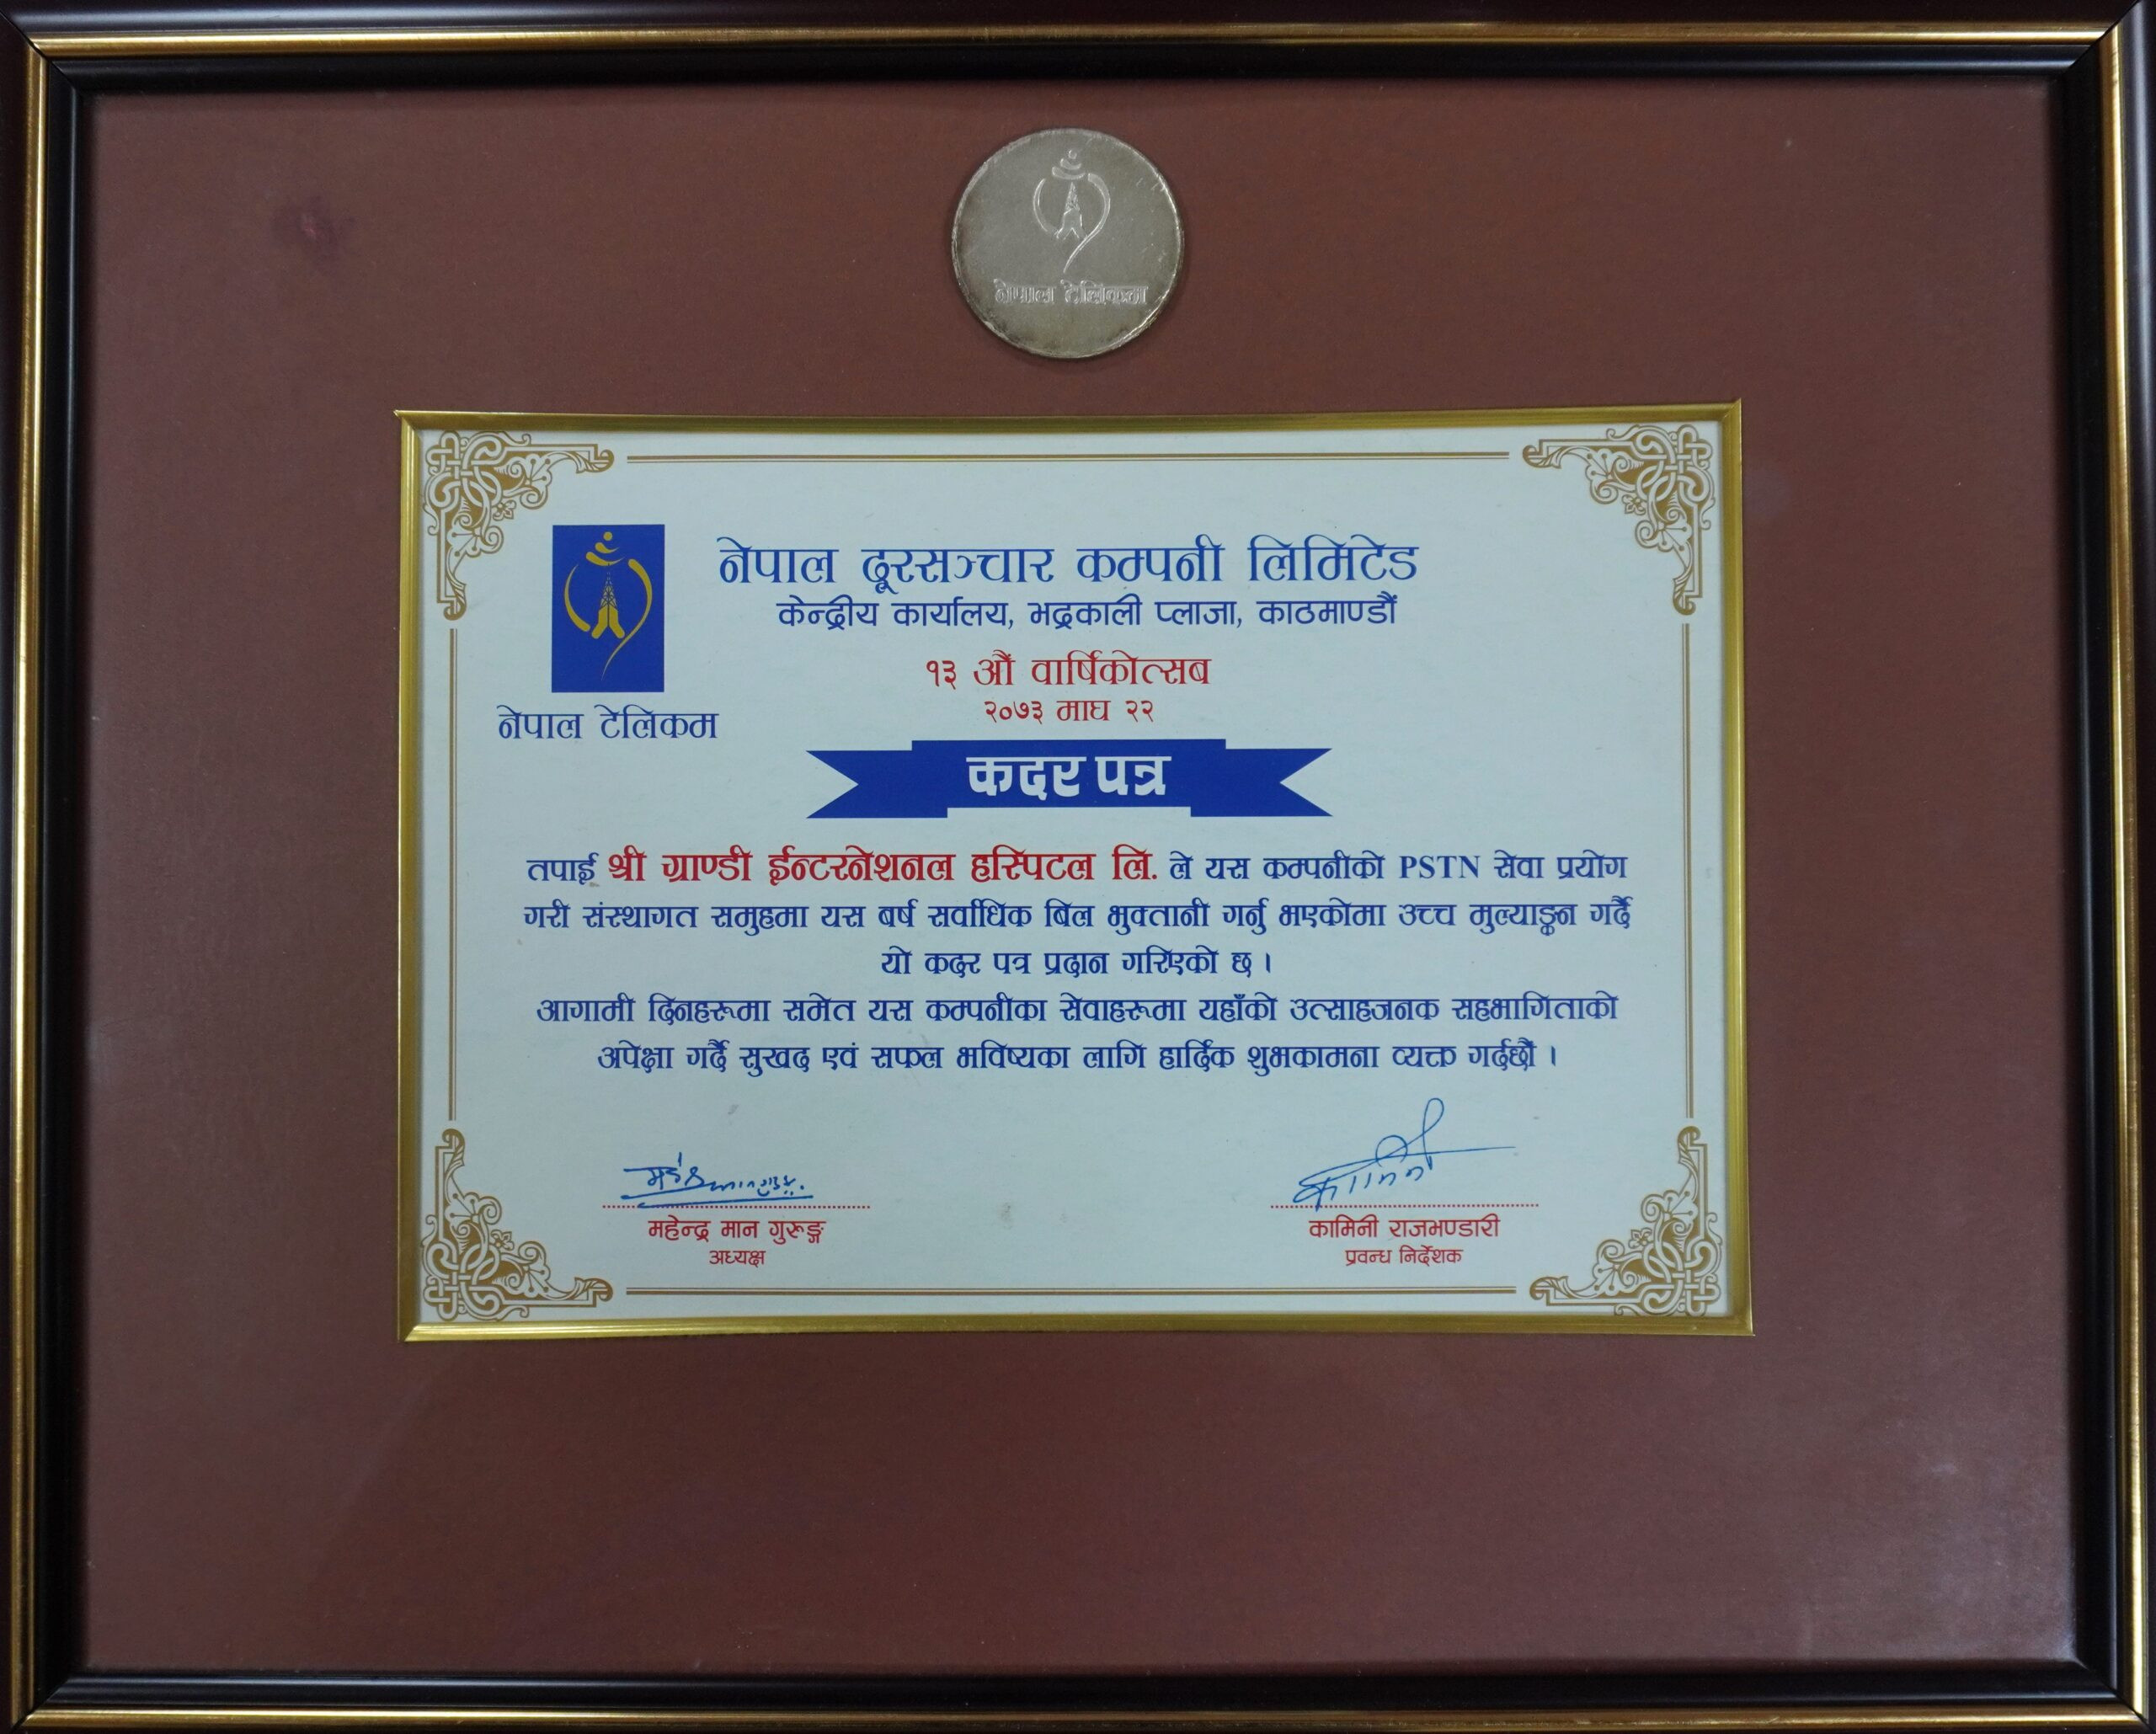 नेपाल टेलिकम
नेपाल दूरसञ्चार कम्पनी लिमिटेड
केन्द्रीय कार्यालय, भद्रकाली प्लाजा, काठमाण्डौं
१३ औं वार्षिकोत्सब
२०७३ माघ २२
नेपाल टेलिकम
कदर पत्र
तपाई श्री ग्राण्डी ईन्टरनेशनल हस्पिटल लि. ले यस कम्पनीको PSTN सेवा प्रयोग
गरी संस्थागत समुहमा यस बर्ष सर्वाधिक बिल भुक्तानी गर्नु भएकोमा उच्च मुल्याङ्कन गर्दै
यो कदर पत्र प्रदान गरिएको छ ।
आगामी दिनहरूमा समेत यस कम्पनीका सेवाहरूमा यहाँको उत्साहजनक सहभागिताको
अपेक्षा गर्दै सुखद एवं सफल भविष्यका लागि हार्दिक शुभकामना व्यक्त गर्दछौं ।
कामिनी
महेन्द्र मान गुरूङ्ग
अध्यक्ष
कामिनी राजभण्डारी
प्रवन्ध निर्देशक